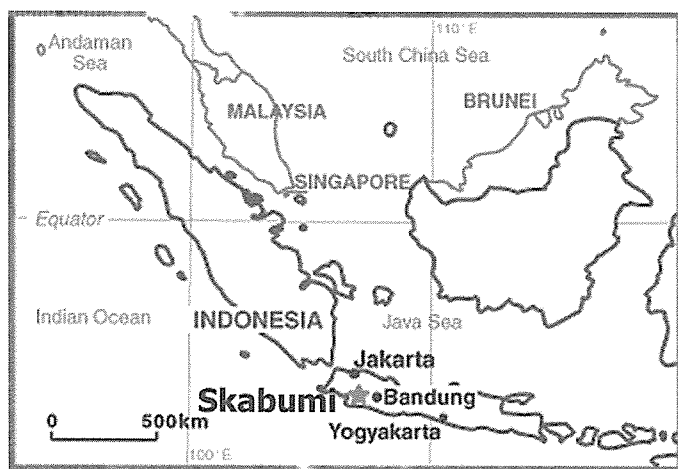 110°E
Andaman
Sea
South China Sea
MALAYSIA
BRUNEI
SINGAPORE
Equator
Indian Ocean
INDONESIA
Java Sea
Jakarta
Skabumi
Bandung
Yogyakarta
0 500km
100°E